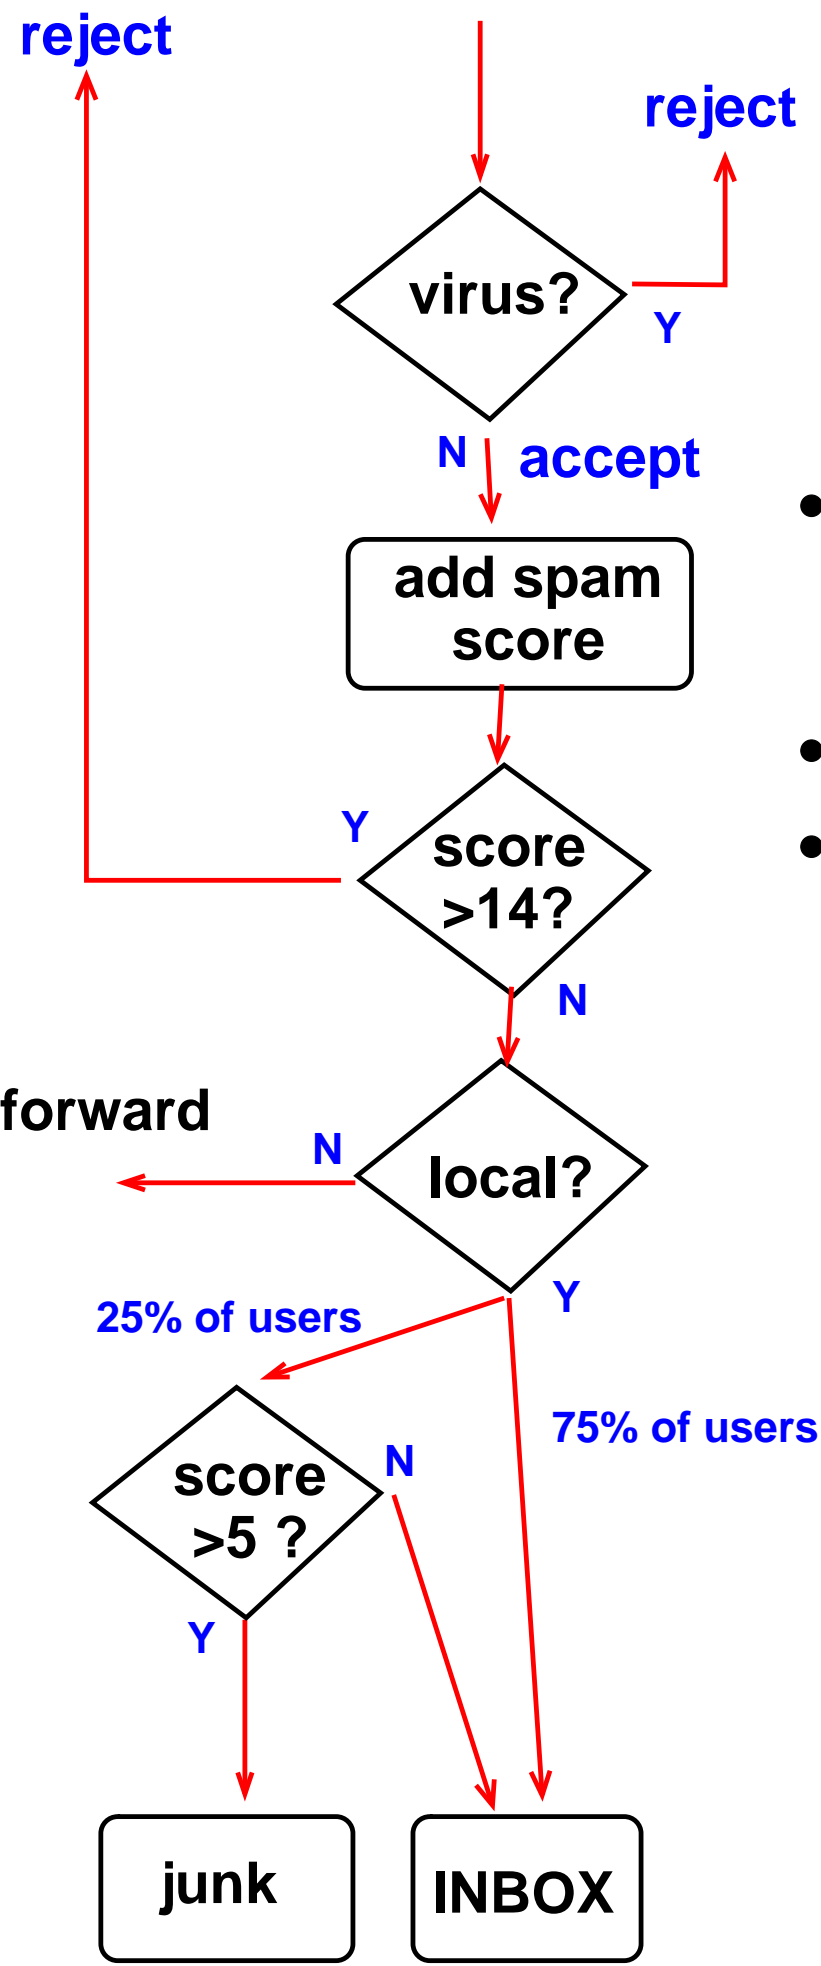 reject
reject
virus?
Y
N accept
add spam
score
Y
score
>14?
N
forward
N
local?
Y
25% of users
75% of users
score
>5 ?
N
Y
junk
INBOX